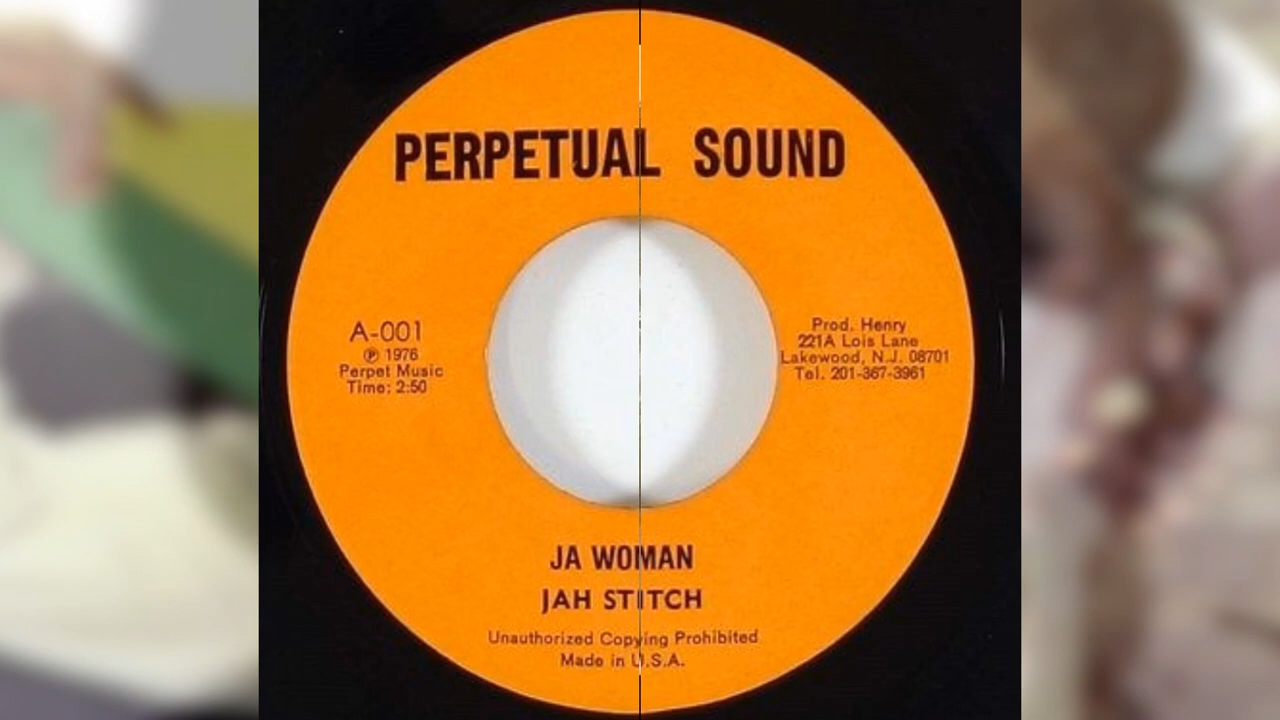 PERPETUAL SOUND
A-001
℗ 1976
Perpet Music
Time: 2:50
Prod. Henry
221A Lois Lane
Lakewood, N.J. 08701
Tel. 201-367-3961
JA WOMAN
JAH STITCH
Unauthorized Copying Prohibited
Made in U.S.A.